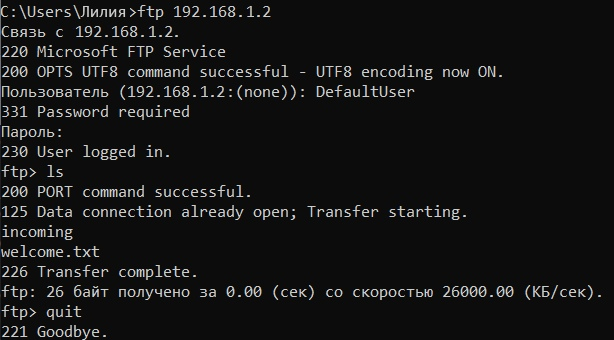 C:\Users\Лилия>ftp 192.168.1.2
Связь с 192.168.1.2.
220 Microsoft FTP Service
200 OPTS UTF8 command successful - UTF8 encoding now ON.
Пользователь (192.168.1.2:(none)): DefaultUser
331 Password required
Пароль:
230 User logged in.
ftp> ls
200 PORT command successful.
125 Data connection already open; Transfer starting.
incoming
welcome.txt
226 Transfer complete.
ftp: 26 байт получено за 0.00 (сек) со скоростью 26000.00 (КБ/сек).
ftp> quit
221 Goodbye.